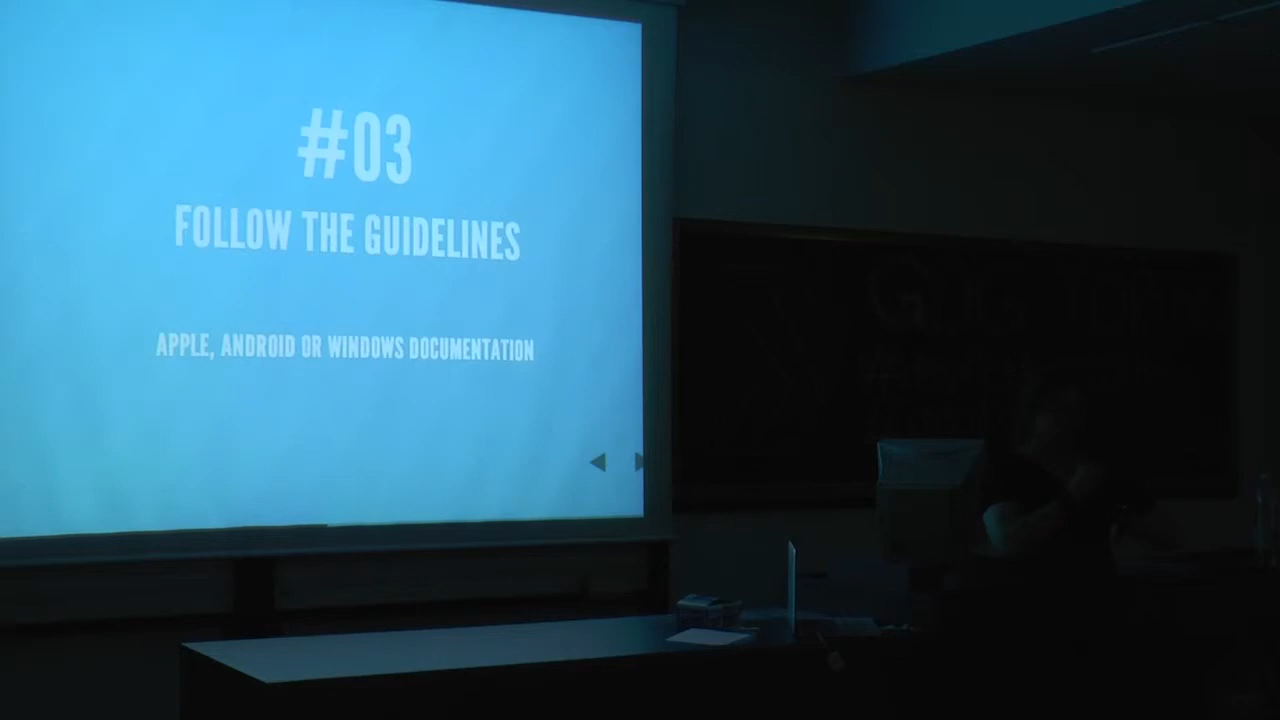 #03
FOLLOW THE GUIDELINES
APPLE, ANDROID OR WINDOWS DOCUMENTATION